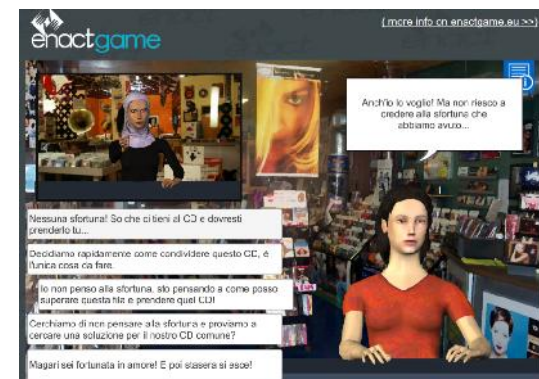 enactgame
( more info on enactgame.eu >>)
Anch'io lo voglio! Ma non riesco a
credere alla sfortuna che
abbiamo avuto...
Nessuna sfortuna! So che ci tieni al CD e dovresti
prenderlo tu...
Decidiamo rapidamente come condividere questo CD, è
l'unica cosa da fare.
Io non penso alla sfortuna, sto pensando a come posso
superare questa fila e prendere quel CD!
Cerchiamo di non pensare alla sfortuna e proviamo a
cercare una soluzione per il nostro CD comune?
Magari sei fortunata in amore! E poi stasera si esce!